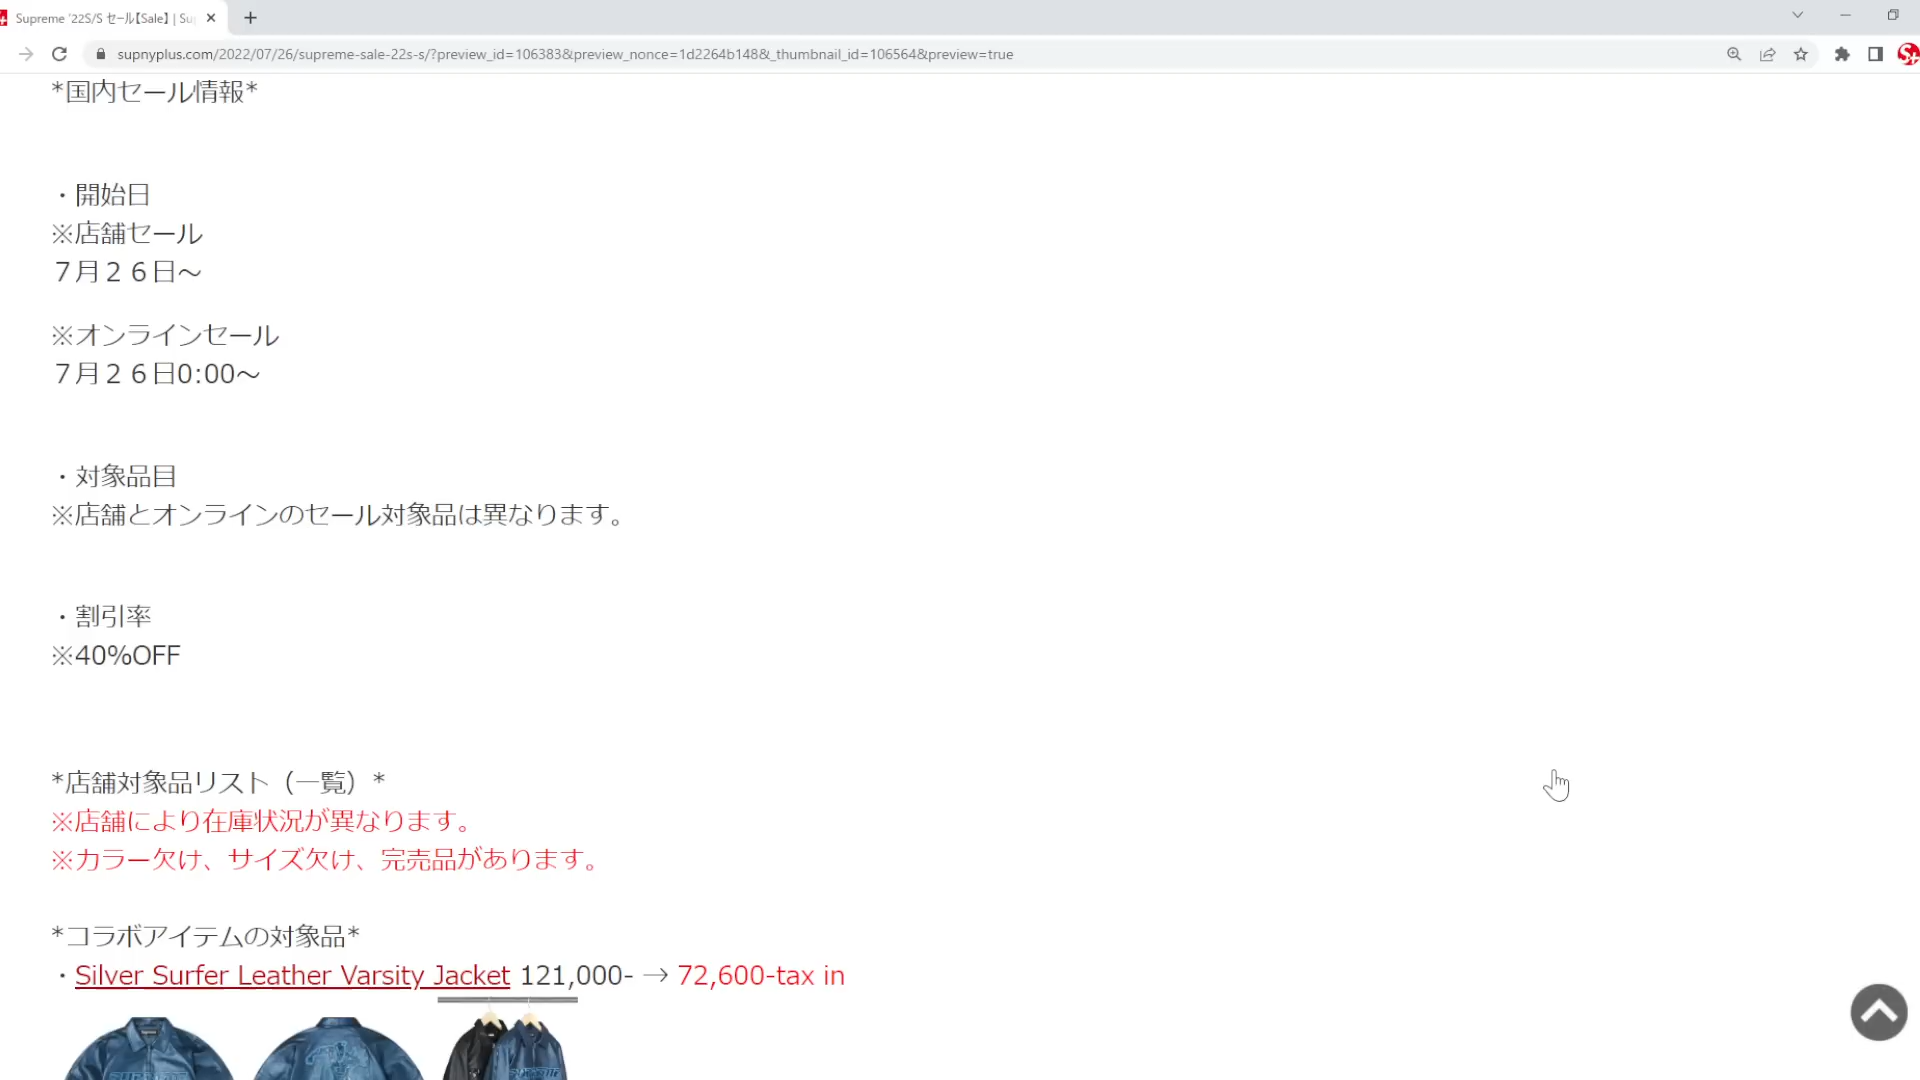 Supreme '22S/S セール【Sale】 | Su
supnyplus.com/2022/07/26/supreme-sale-22s-s/?preview_id=106383&preview_nonce=1d2264b148&_thumbnail_id=106564&preview=true
*国内セール情報*
・開始日
※店舗セール
７月２６日～
※オンラインセール
７月２６日0:00～
・対象品目
※店舗とオンラインのセール対象品は異なります。
・割引率
※40%OFF
*店舗対象品リスト（一覧）*
※店舗により在庫状況が異なります。
※カラー欠け、サイズ欠け、完売品があります。
*コラボアイテムの対象品*
・Silver Surfer Leather Varsity Jacket 121,000- → 72,600-tax in